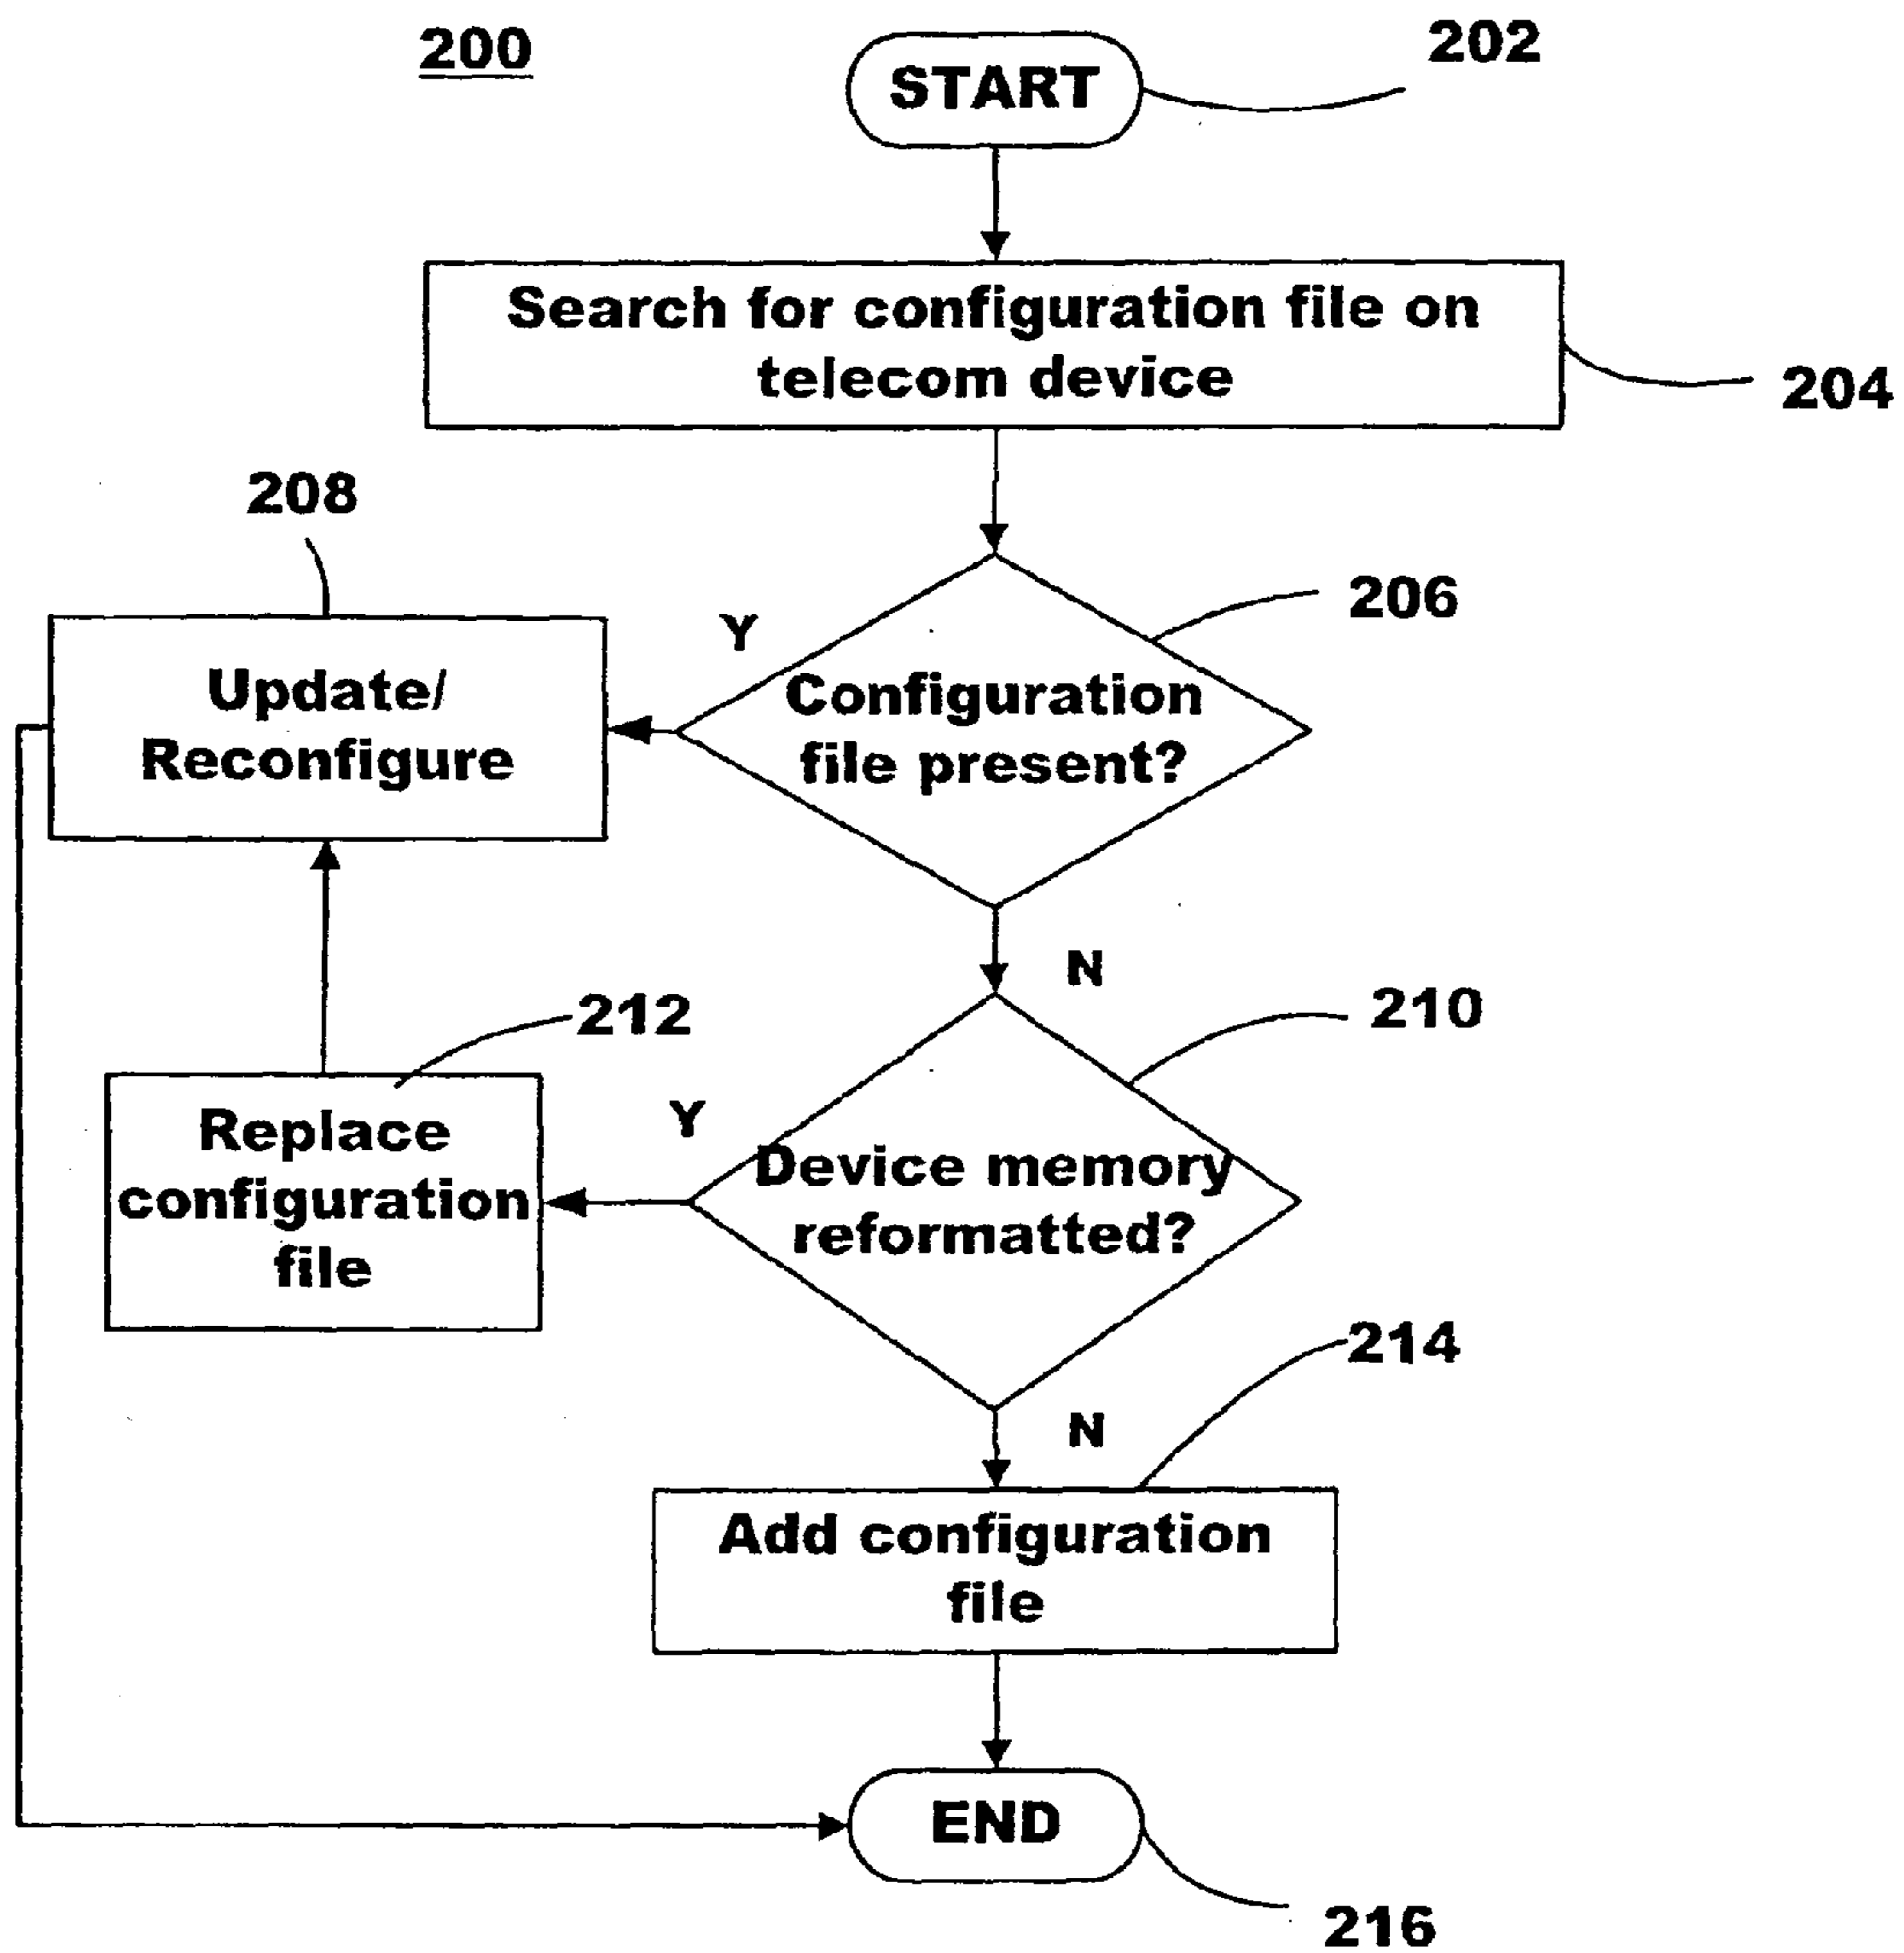 200
START
202
Search for configuration file on
telecom device
204
208
206
Y
Update/
Reconfigure
Configuration
file present?
N
212
210
Y
Replace
configuration
file
Device memory
reformatted?
214
N
Add configuration
file
END
216